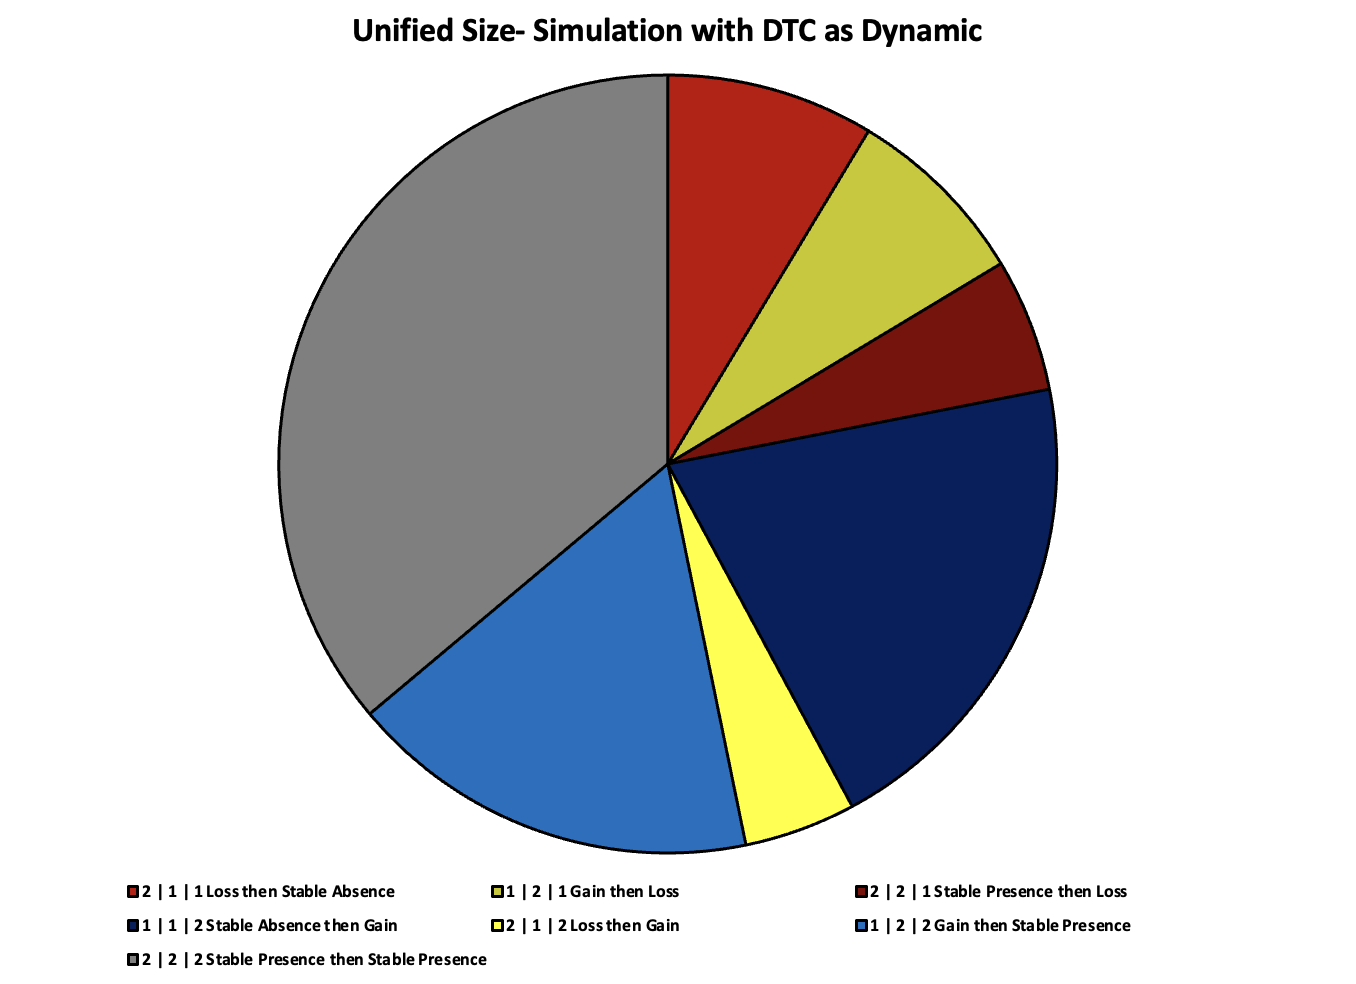 Unified Size- Simulation with DTC as Dynamic
2 | 1 | 1 Loss then Stable Absence
1 | 2 | 1 Gain then Loss
2 | 2 | 1 Stable Presence then Loss
1 | 1 | 2 Stable Absence then Gain
2 | 1 | 2 Loss then Gain
1 | 2 | 2 Gain then Stable Presence
2 | 2 | 2 Stable Presence then Stable Presence